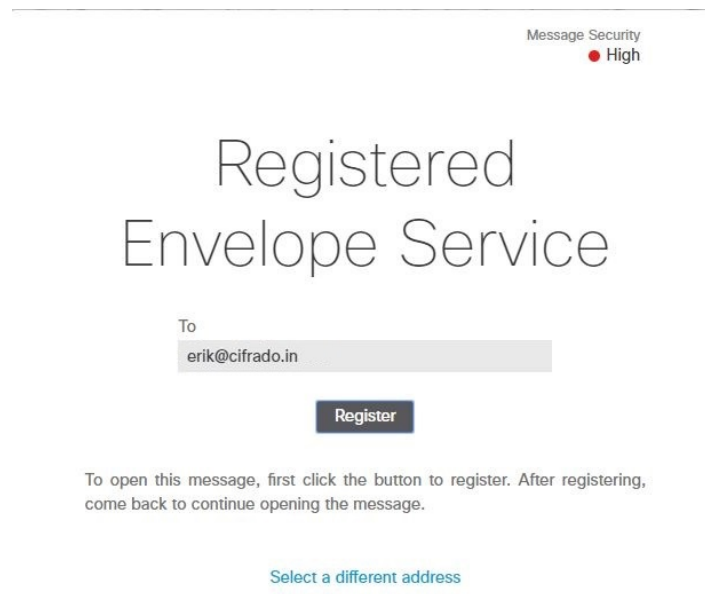 Message Security
High
Registered
Envelope Service
To
erik@cifrado.in
Register
To open this message, first click the button to register. After registering,
come back to continue opening the message.
Select a different address